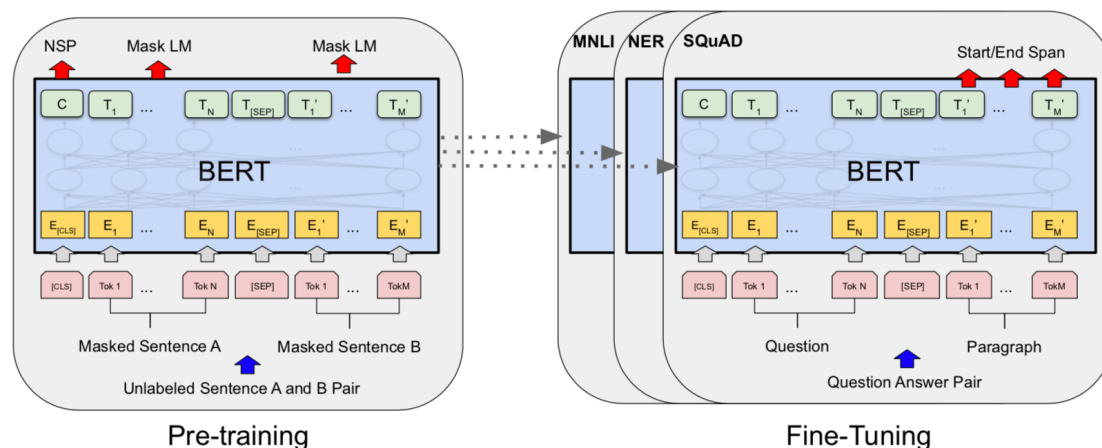 NSP Mask LM Mask LM
C T1 ... TN T[SEP] T1' ... TM'
...
BERT
...
E[CLS] E1 ... EN E[SEP] E1' ... EM'
[CLS] Tok 1 ... Tok N [SEP] Tok 1 ... TokM
Masked Sentence A Masked Sentence B
Unlabeled Sentence A and B Pair
Pre-training
MNLI NER SQuAD
Start/End Span
C T1 ... TN T[SEP] T1' ... TM'
...
BERT
...
E[CLS] E1 ... EN E[SEP] E1' ... EM'
[CLS] Tok 1 ... Tok N [SEP] Tok 1 ... TokM
Question Paragraph
Question Answer Pair
Fine-Tuning